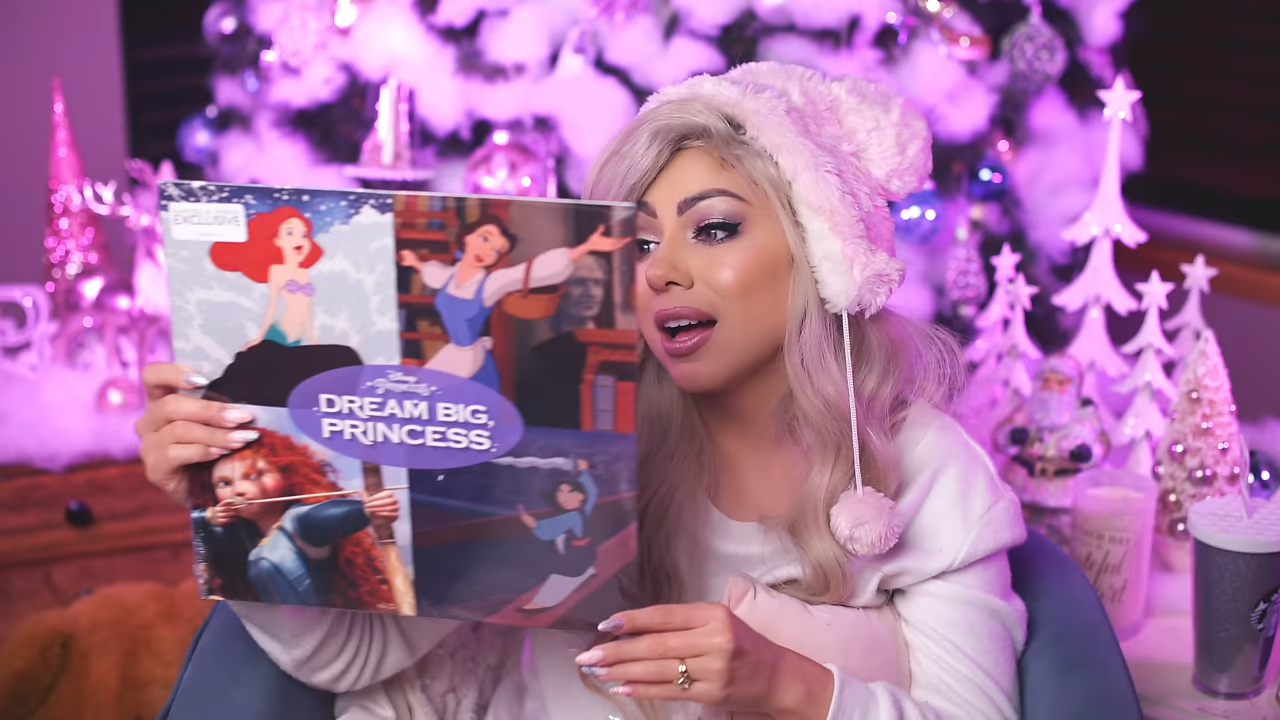 EXCLUSIVE
Disney
Princess
DREAM BIG,
PRINCESS